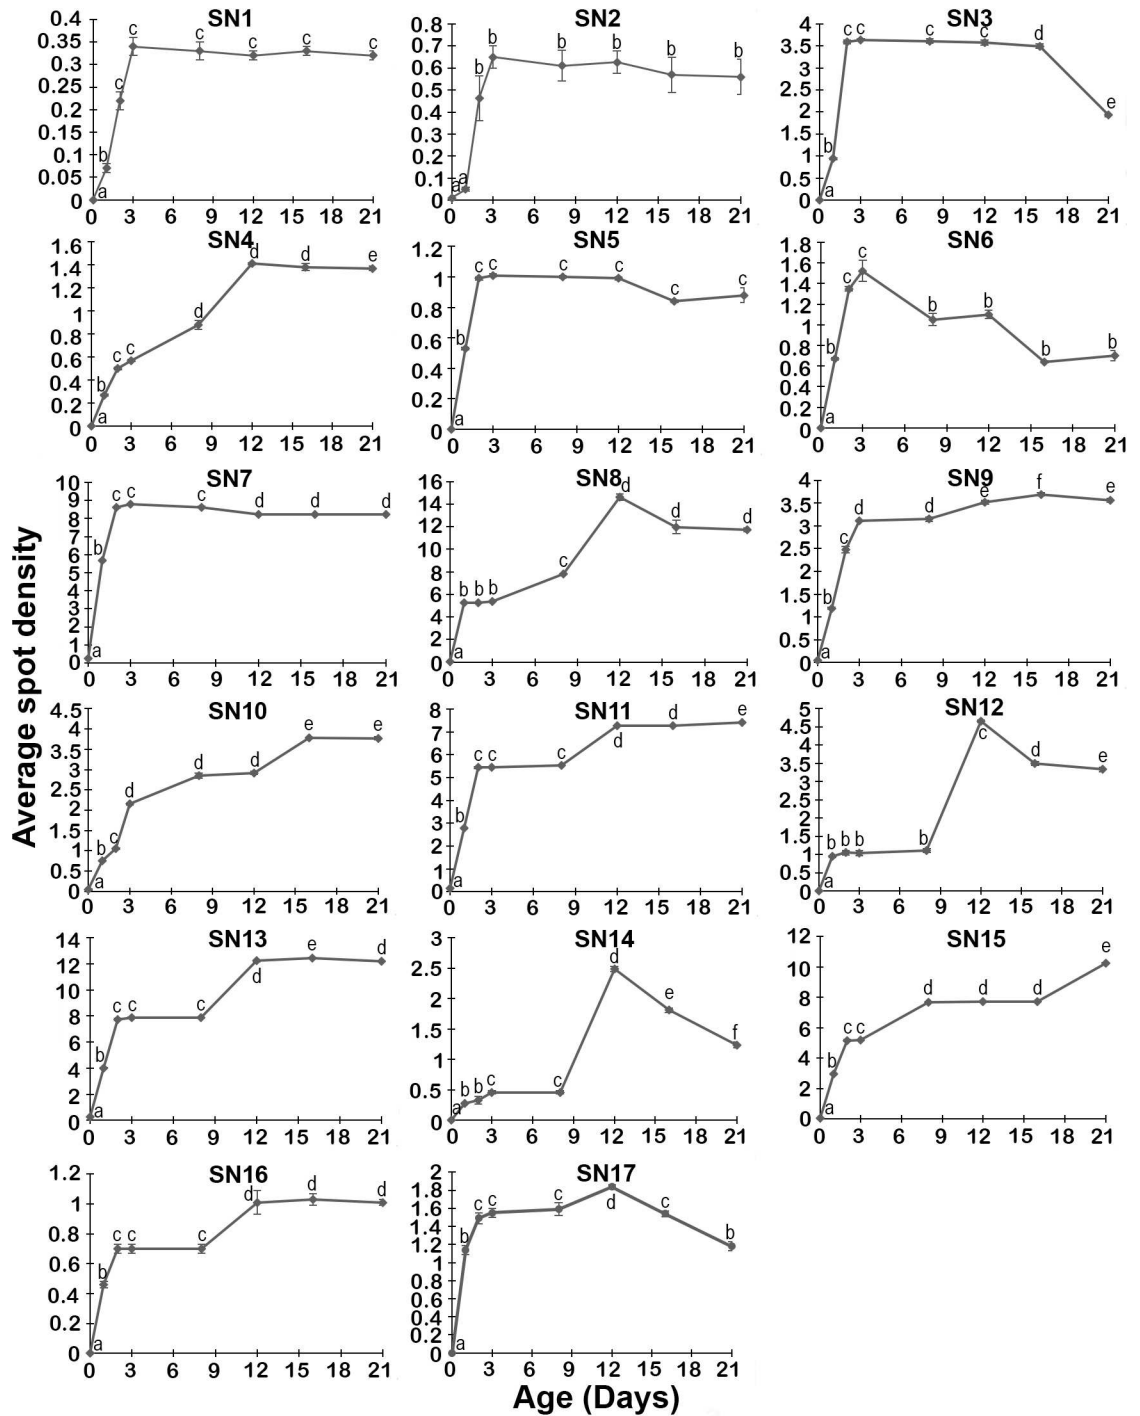 SN1
0.4
0.35
0.3
0.25
0.2
0.15
0.1
0.05
0
0 3 6 9 12 15 18 21
a b c c c c c c
SN2
0.8
0.7
0.6
0.5
0.4
0.3
0.2
0.1
0
0 3 6 9 12 15 18 21
a a b b b b b b
SN3
4
3.5
3
2.5
2
1.5
1
0.5
0
0 3 6 9 12 15 18 21
a b c c c c d e
SN4
1.6
1.4
1.2
1
0.8
0.6
0.4
0.2
0
0 3 6 9 12 15 18 21
a b c c d d d e
SN5
1.2
1
0.8
0.6
0.4
0.2
0
0 3 6 9 12 15 18 21
a b c c c c c c
SN6
1.8
1.6
1.4
1.2
1
0.8
0.6
0.4
0.2
0
0 3 6 9 12 15 18 21
a b c c b b b b
Average spot density
SN7
10
9
8
7
6
5
4
3
2
1
0
0 3 6 9 12 15 18 21
a b c c c d d d
SN8
16
14
12
10
8
6
4
2
0
0 3 6 9 12 15 18 21
a b b b c d d d
SN9
4
3.5
3
2.5
2
1.5
1
0.5
0
0 3 6 9 12 15 18 21
a b c d d e f e
SN10
4.5
4
3.5
3
2.5
2
1.5
1
0.5
0
0 3 6 9 12 15 18 21
a b c d d d e e
SN11
8
7
6
5
4
3
2
1
0
0 3 6 9 12 15 18 21
a b c c c d d e
SN12
5
4.5
4
3.5
3
2.5
2
1.5
1
0.5
0
0 3 6 9 12 15 18 21
a b b b b c d e
SN13
14
12
10
8
6
4
2
0
0 3 6 9 12 15 18 21
a b c c c d e d
SN14
3
2.5
2
1.5
1
0.5
0
0 3 6 9 12 15 18 21
a b b c c d e f
SN15
12
10
8
6
4
2
0
0 3 6 9 12 15 18 21
a b c c d d d e
SN16
1.2
1
0.8
0.6
0.4
0.2
0
0 3 6 9 12 15 18 21
a b c c c d d d
SN17
2
1.8
1.6
1.4
1.2
1
0.8
0.6
0.4
0.2
0
0 3 6 9 12 15 18 21
a b c c c d c b
Age (Days)